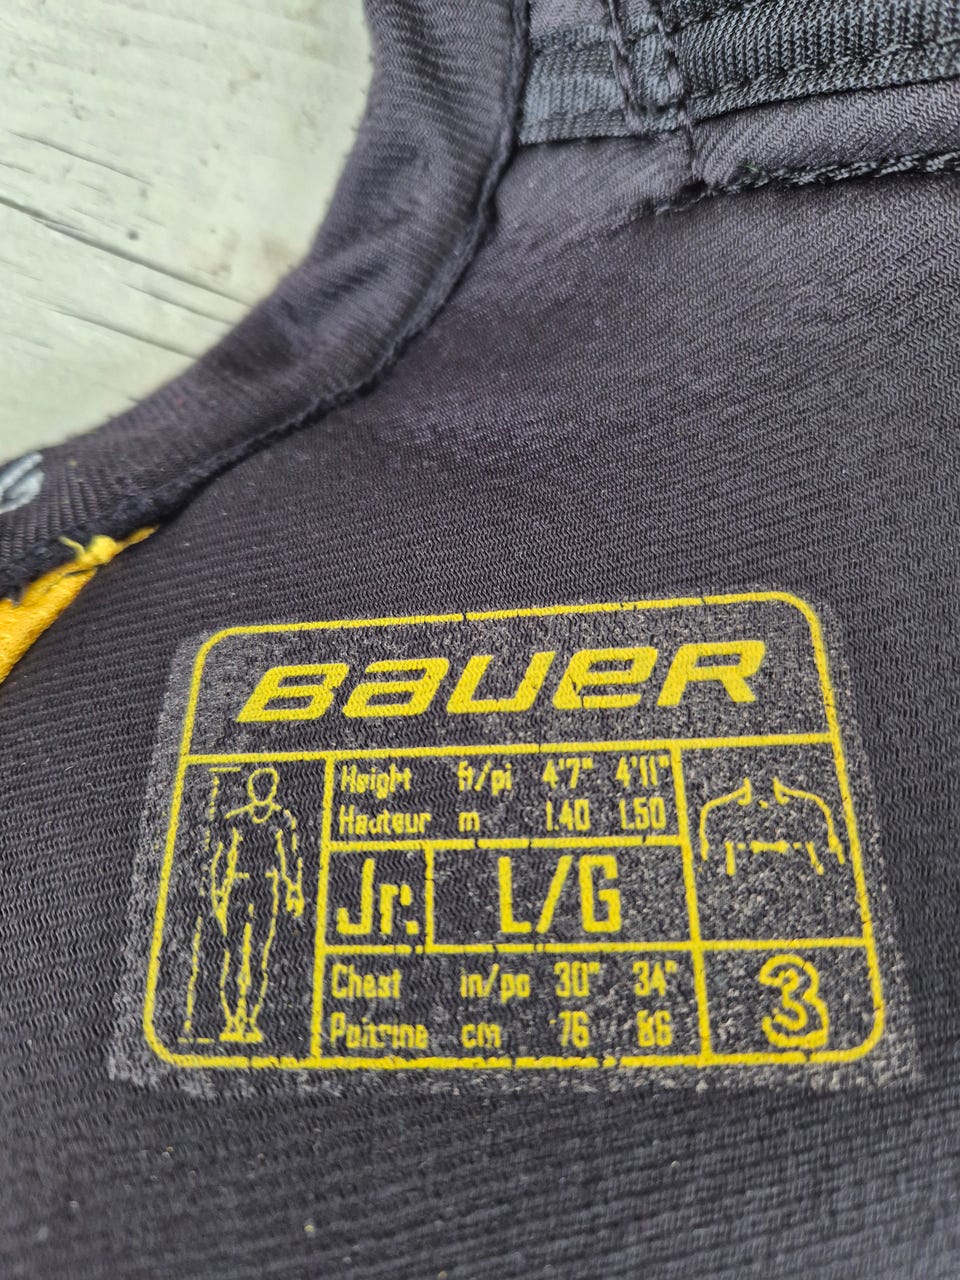 BAUER
Height ft/pi 4'7" 4'11"
Hauteur m 1.40 1.50
Jr. L/G
Chest in/po 30" 34"
Poitrine cm 76 86
3